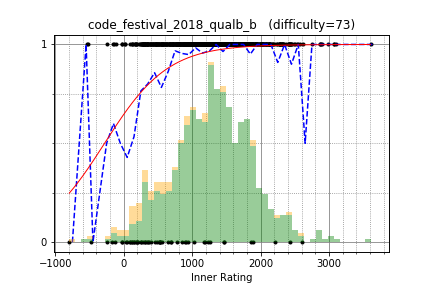 code_festival_2018_qualb_b (difficulty=73)
1
0
−1000 0 1000 2000 3000
Inner Rating